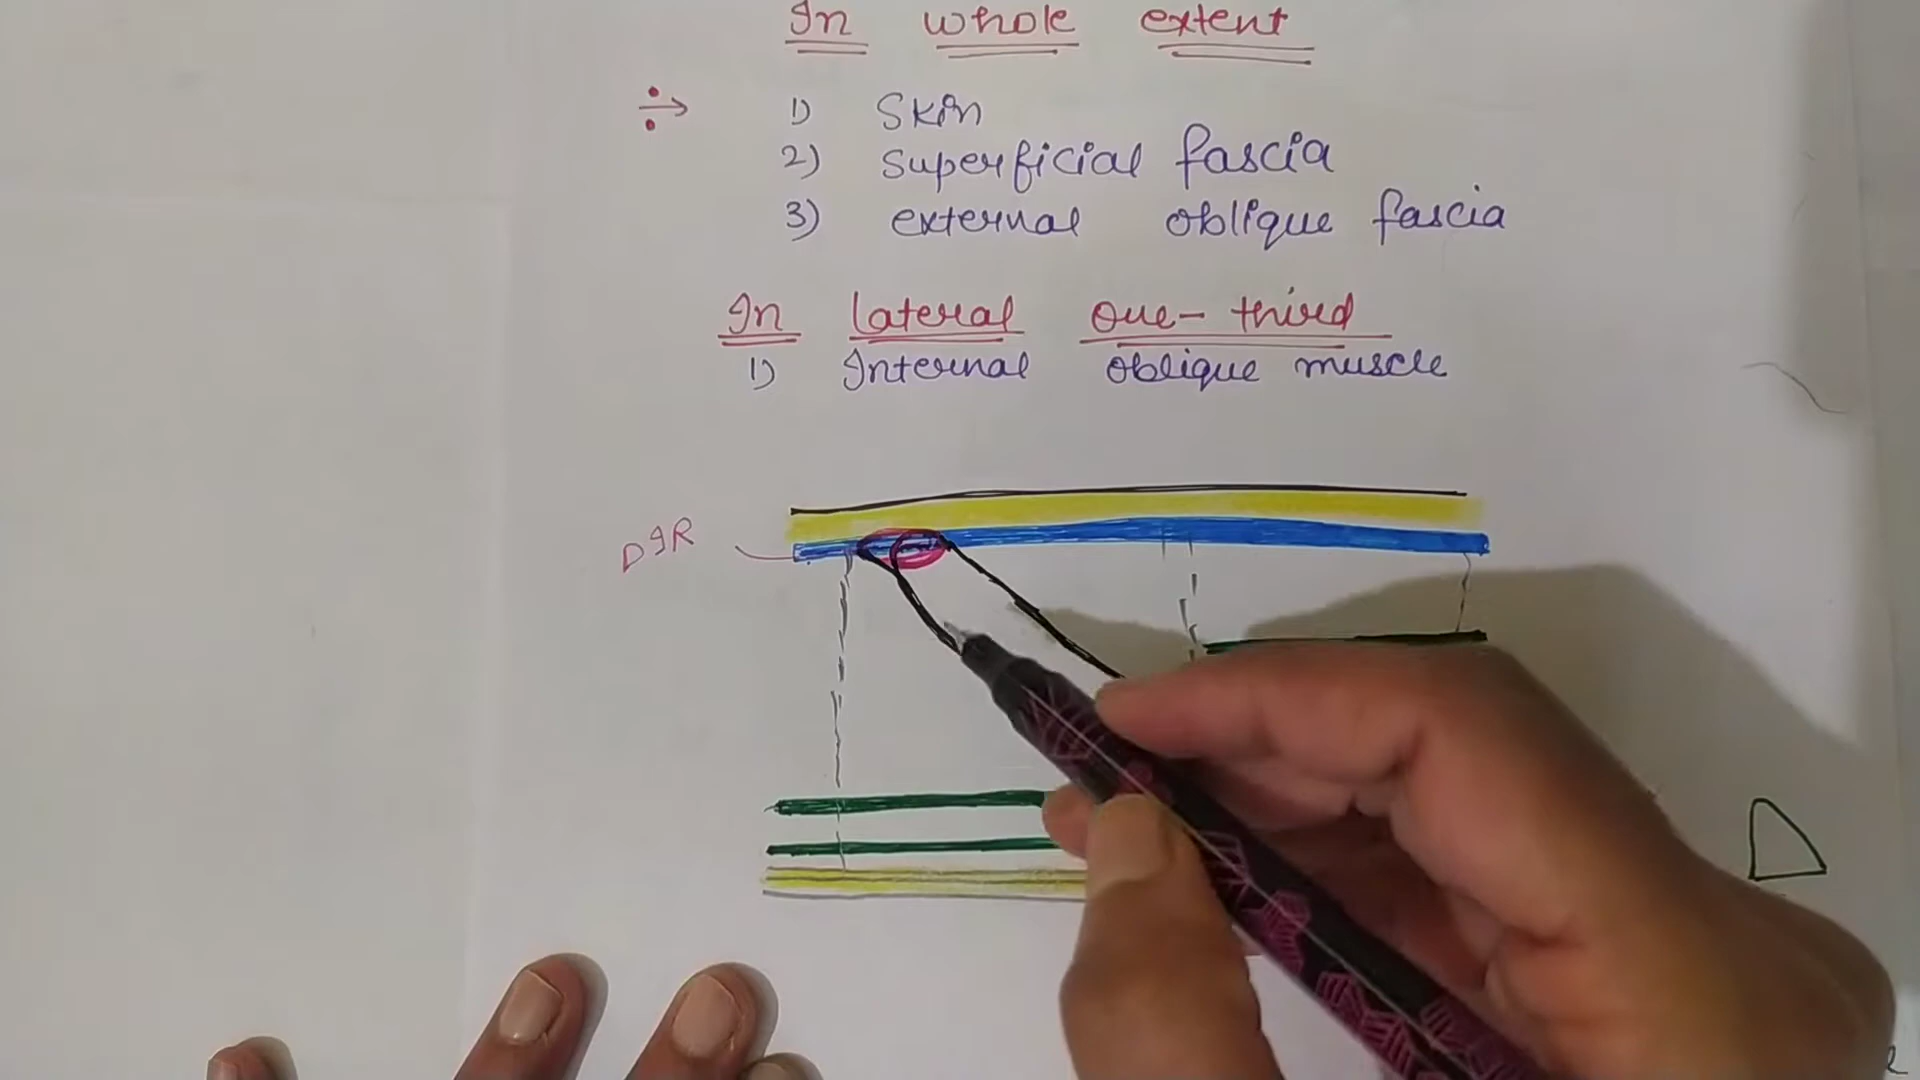 In whole extent
1) Skin
2) superficial fascia
3) external oblique fascia
In lateral one-third
1) Internal oblique muscle
DIR